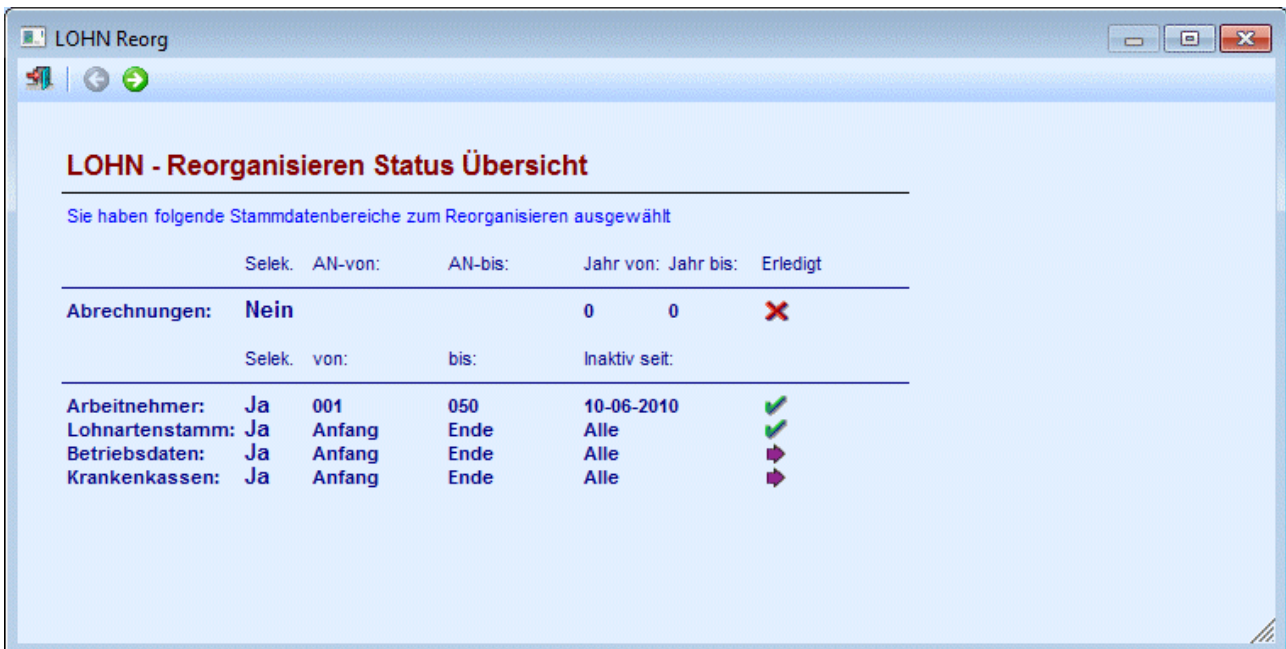 LOHN Reorg
LOHN - Reorganisieren Status Übersicht
Sie haben folgende Stammdatenbereiche zum Reorganisieren ausgewählt
Selek. AN-von: AN-bis: Jahr von: Jahr bis: Erledigt
Abrechnungen: Nein 0 0
Selek. von: bis: Inaktiv seit:
Arbeitnehmer: Ja 001 050 10-06-2010
Lohnartenstamm: Ja Anfang Ende Alle
Betriebsdaten: Ja Anfang Ende Alle
Krankenkassen: Ja Anfang Ende Alle